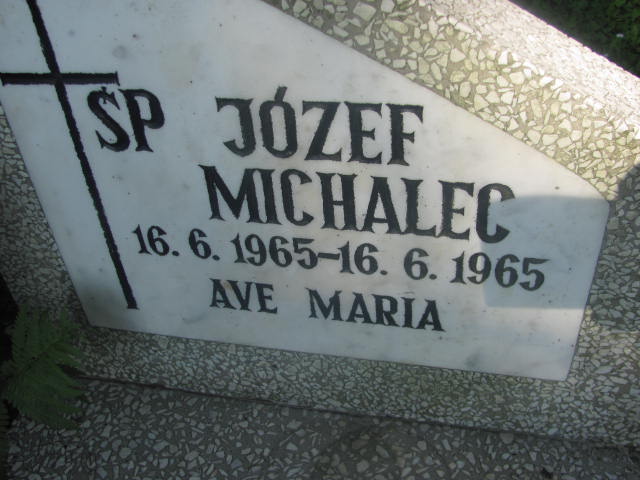 ŚP JÓZEF
MICHALEC
16. 6. 1965-16. 6. 1965
AVE MARIA